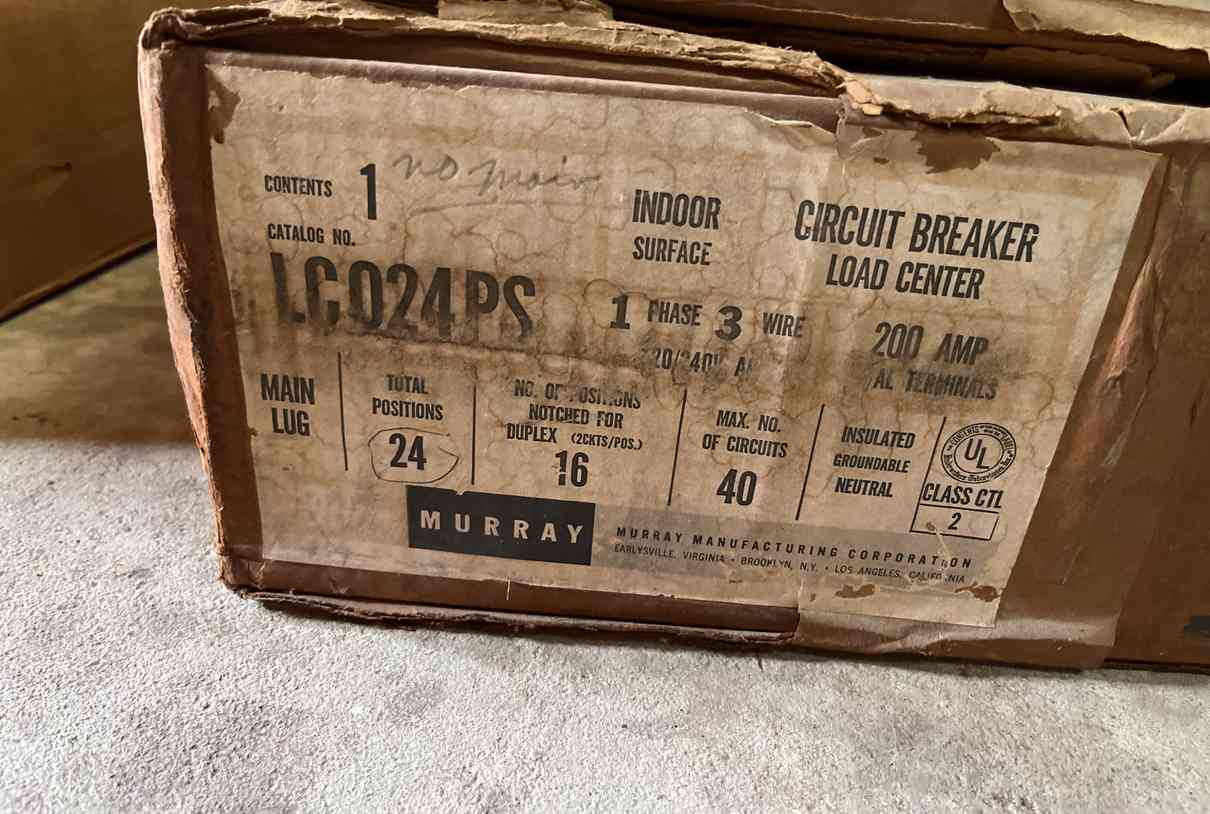 CONTENTS 1 no main
CATALOG NO.
LC024PS
INDOOR
SURFACE
CIRCUIT BREAKER
LOAD CENTER
1 PHASE 3 WIRE
200 AMP
AL TERMINALS
MAIN
LUG
TOTAL
POSITIONS
24
NO. OF POSITIONS
NOTCHED FOR
DUPLEX (2CKTS/POS.)
16
MAX. NO.
OF CIRCUITS
40
INSULATED
GROUNDABLE
NEUTRAL
UL
CLASS CTL
2
MURRAY
MURRAY MANUFACTURING CORPORATION
EARLYSVILLE, VIRGINIA • BROOKLYN, N.Y. • LOS ANGELES, CALIFORNIA